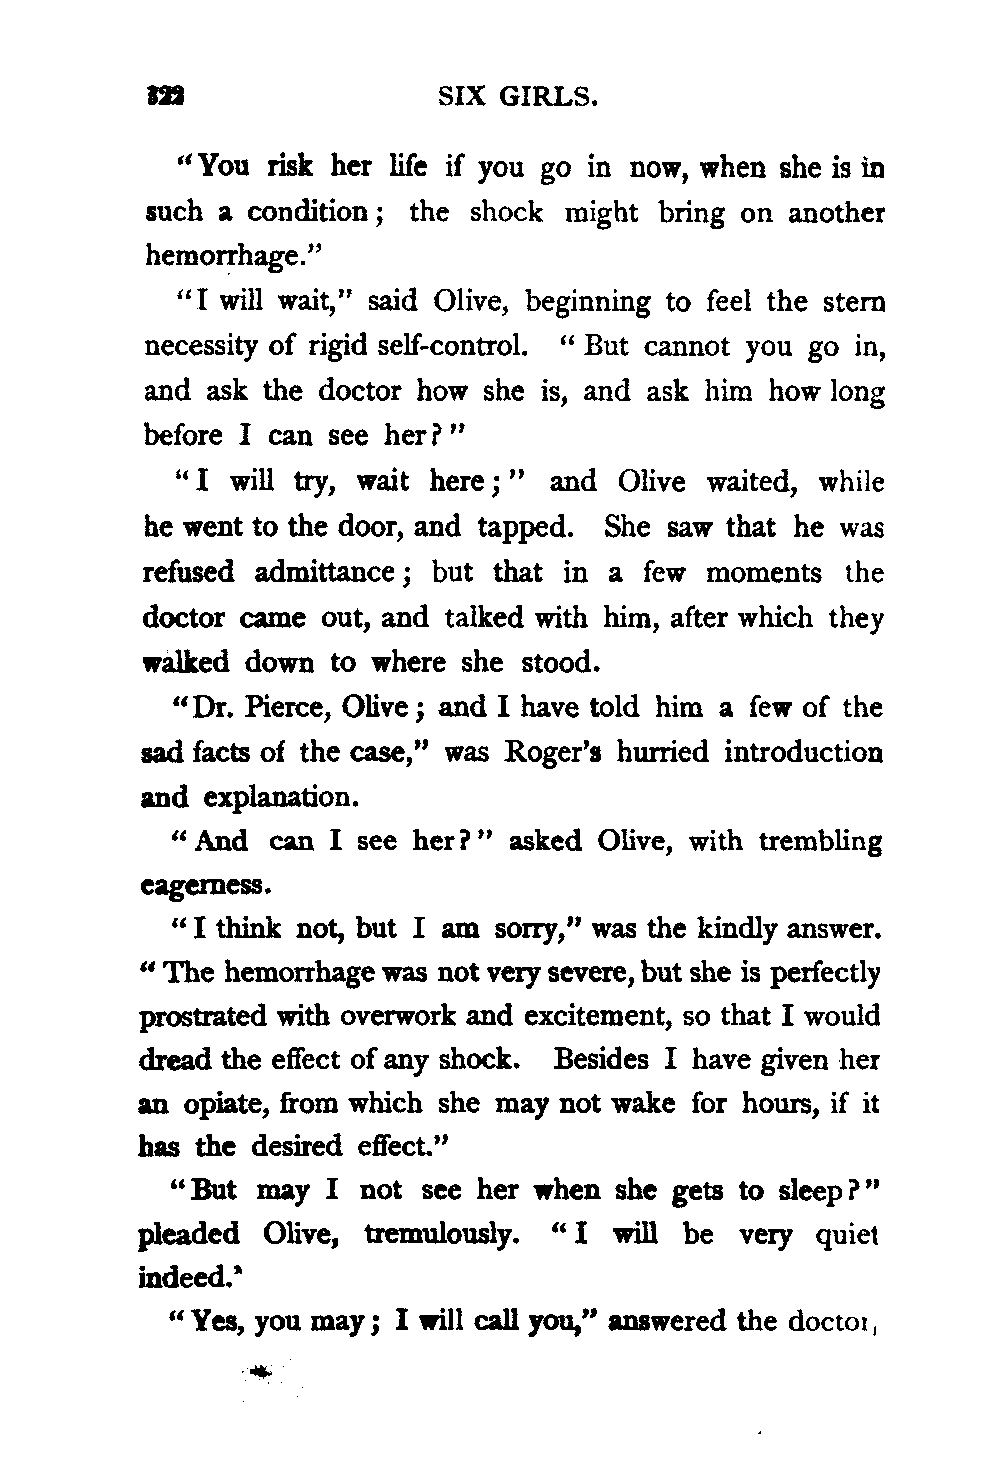 322 SIX GIRLS.
"You risk her life if you go in now, when she is in
such a condition; the shock might bring on another
hemorrhage."
"I will wait," said Olive, beginning to feel the stern
necessity of rigid self-control. "But cannot you go in,
and ask the doctor how she is, and ask him how long
before I can see her?"
"I will try, wait here;" and Olive waited, while
he went to the door, and tapped. She saw that he was
refused admittance; but that in a few moments the
doctor came out, and talked with him, after which they
walked down to where she stood.
"Dr. Pierce, Olive; and I have told him a few of the
sad facts of the case," was Roger's hurried introduction
and explanation.
"And can I see her?" asked Olive, with trembling
eagerness.
"I think not, but I am sorry," was the kindly answer.
"The hemorrhage was not very severe, but she is perfectly
prostrated with overwork and excitement, so that I would
dread the effect of any shock. Besides I have given her
an opiate, from which she may not wake for hours, if it
has the desired effect."
"But may I not see her when she gets to sleep?"
pleaded Olive, tremulously. "I will be very quiet
indeed.'
"Yes, you may; I will call you," answered the doctor,